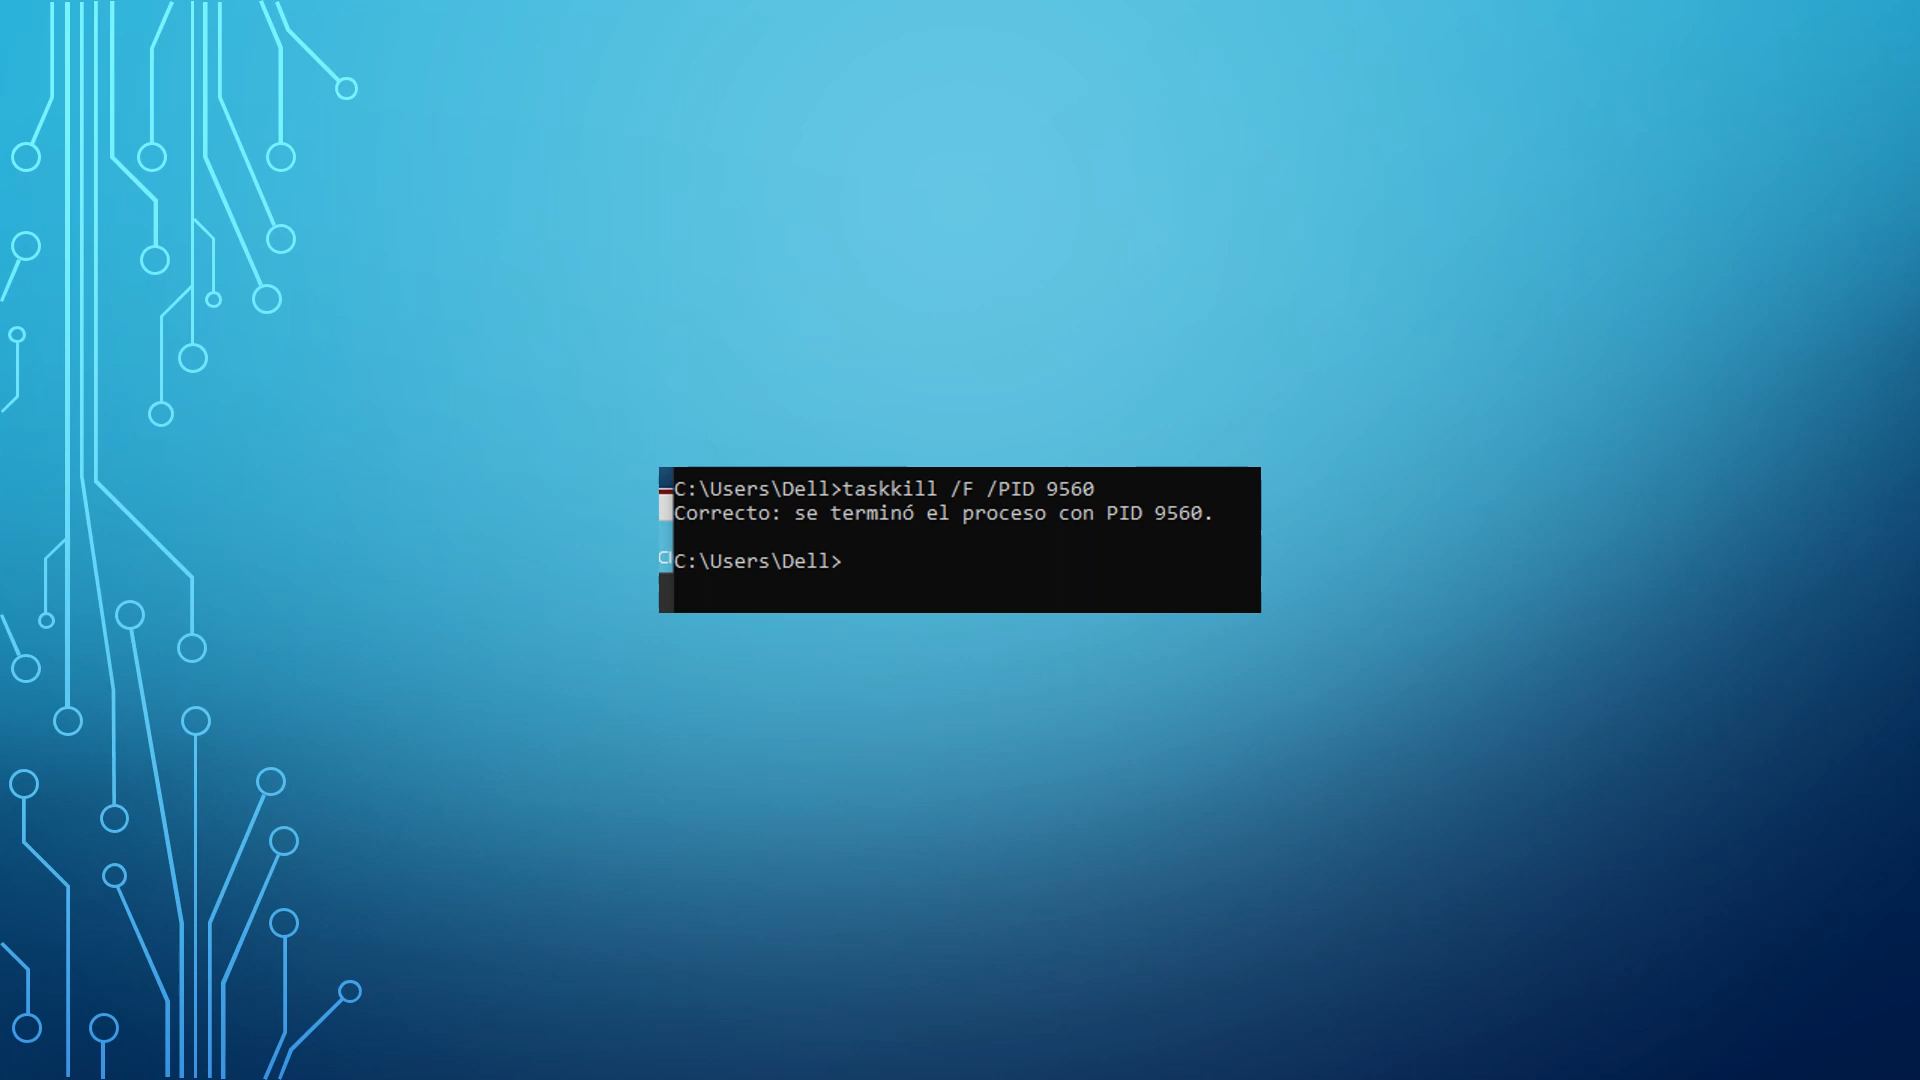 C:\Users\Dell>taskkill /F /PID 9560
Correcto: se terminó el proceso con PID 9560.
C:\Users\Dell>